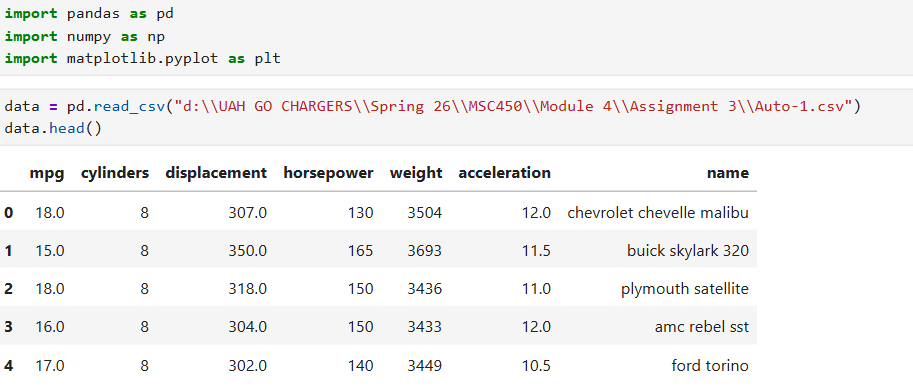 import pandas as pd
import numpy as np
import matplotlib.pyplot as plt
data = pd.read_csv("d:\\UAH GO CHARGERS\\Spring 26\\MSC450\\Module 4\\Assignment 3\\Auto-1.csv")
data.head()
mpg cylinders displacement horsepower weight acceleration name
0 18.0 8 307.0 130 3504 12.0 chevrolet chevelle malibu
1 15.0 8 350.0 165 3693 11.5 buick skylark 320
2 18.0 8 318.0 150 3436 11.0 plymouth satellite
3 16.0 8 304.0 150 3433 12.0 amc rebel sst
4 17.0 8 302.0 140 3449 10.5 ford torino